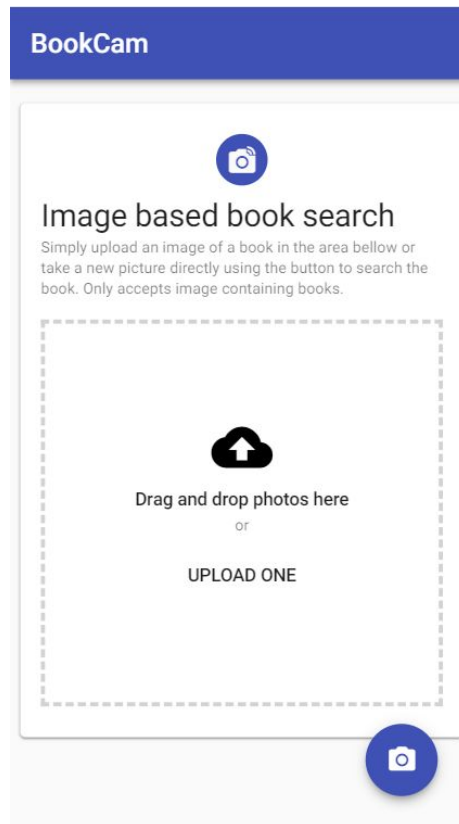 BookCam
Image based book search
Simply upload an image of a book in the area bellow or
take a new picture directly using the button to search the
book. Only accepts image containing books.
Drag and drop photos here
or
UPLOAD ONE